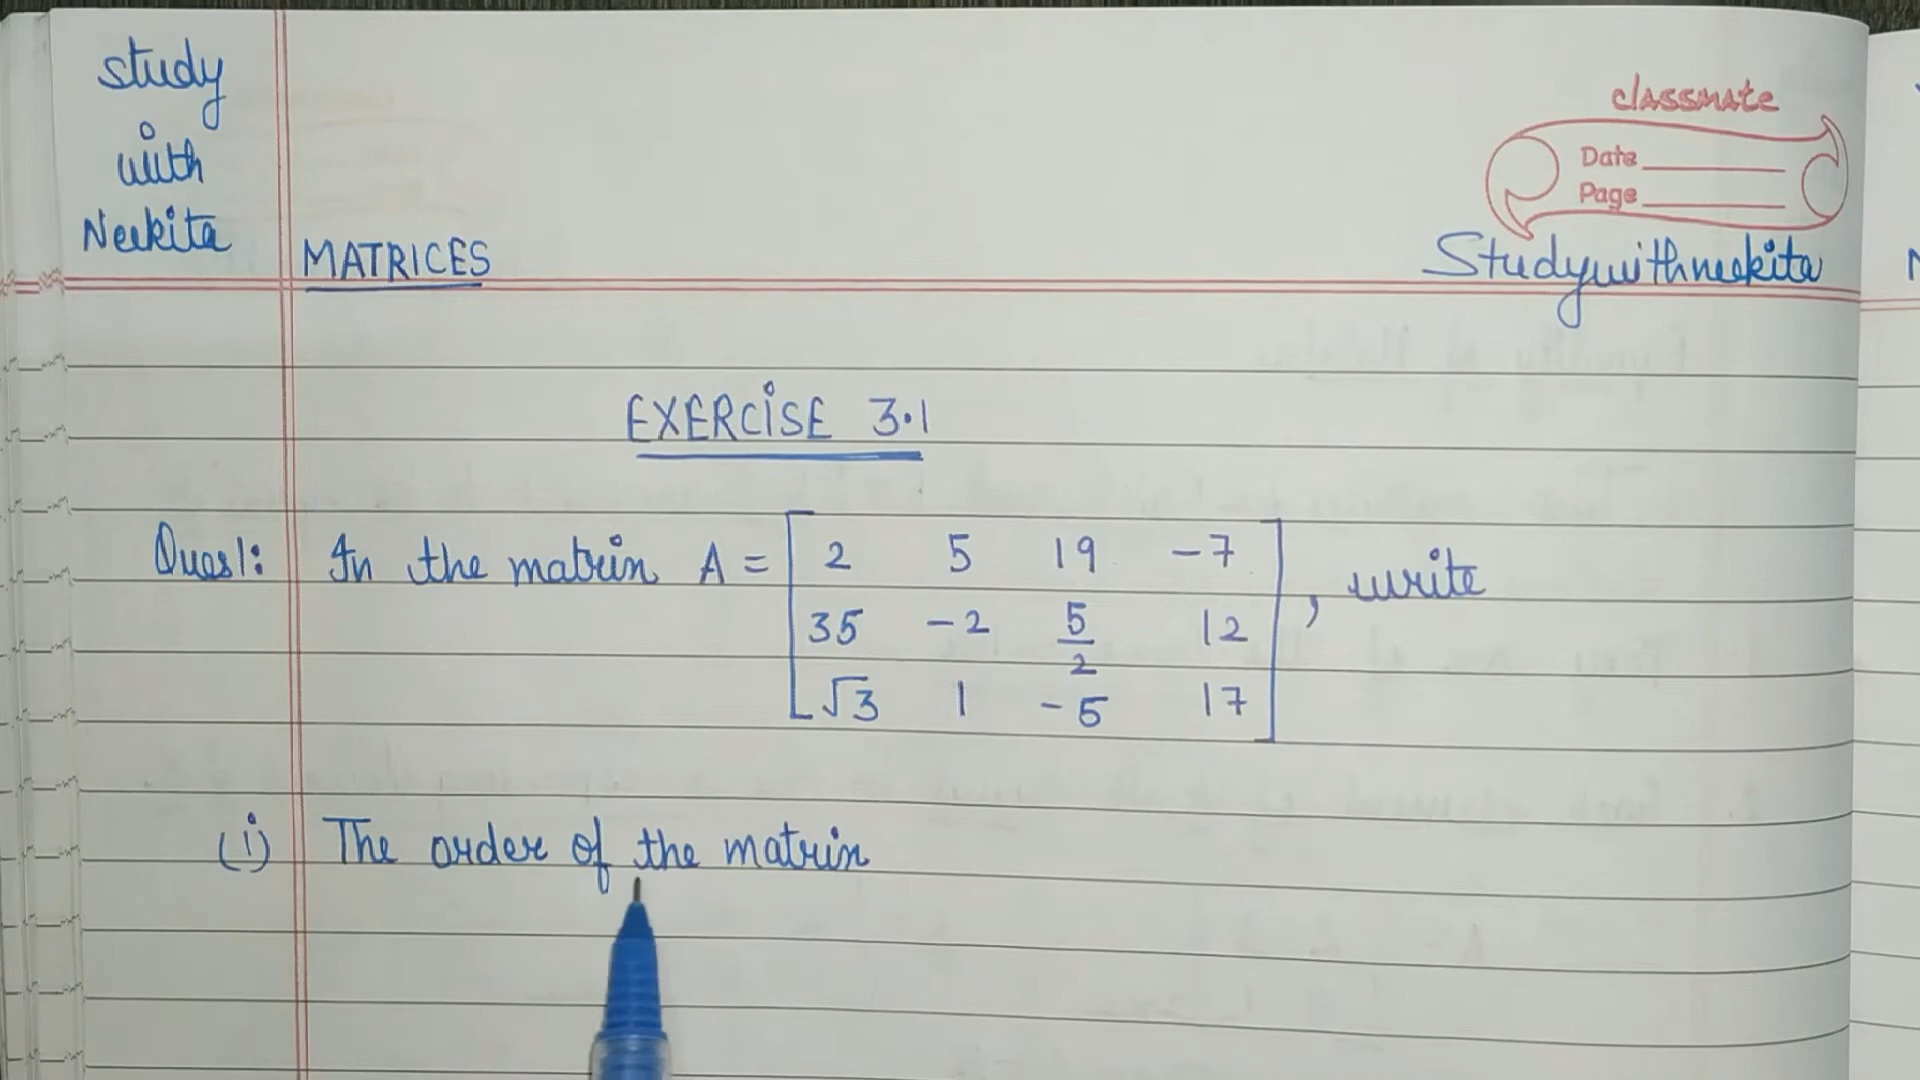 study
with
Neekita
classmate
Date
Page
MATRICES
Studywithneekita
EXERCISE 3.1
Ques1: In the matrix A = [2 5 19 -7
35 -2 5/2 12
√3 1 -5 17], write
(i) The order of the matrix